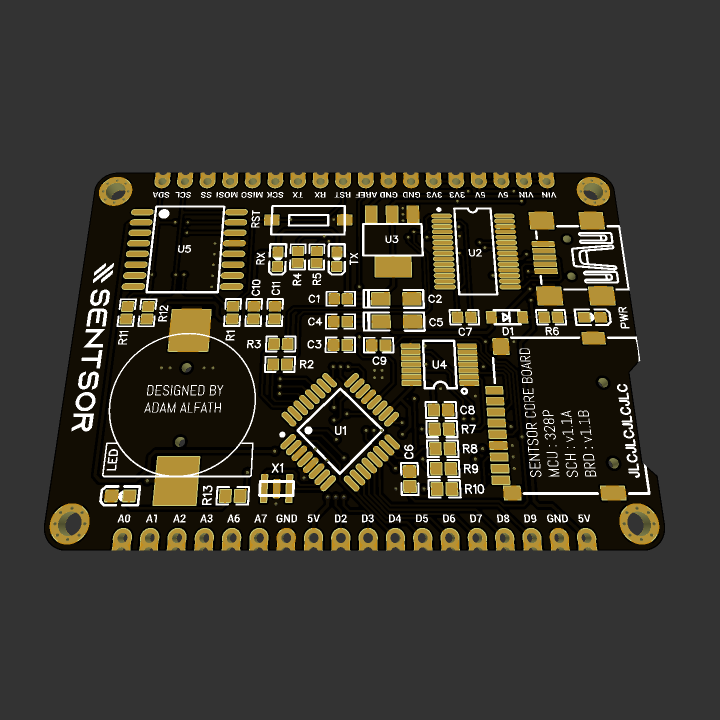 SDA SCL SS MOSI MISO SCK TX RX RST AREF GND GND 3V3 3V3 5V 5V VIN VIN
RST
U5
U3
U2
RX
R4
R5
TX
C10
C11
C1
C2
R11
R12
R1
C4
C5
C7
D1
R6
PWR
SENTSOR
R3
C3
C9
R2
U4
DESIGNED BY
ADAM ALFATH
SENTSOR CORE BOARD
MCU : 328P
SCH : v1.1A
BRD : v1.1B
JLCJLCJLCJLC
C8
R7
U1
R8
LED
C6
R9
X1
R13
R10
A0 A1 A2 A3 A6 A7 GND 5V D2 D3 D4 D5 D6 D7 D8 D9 GND 5V